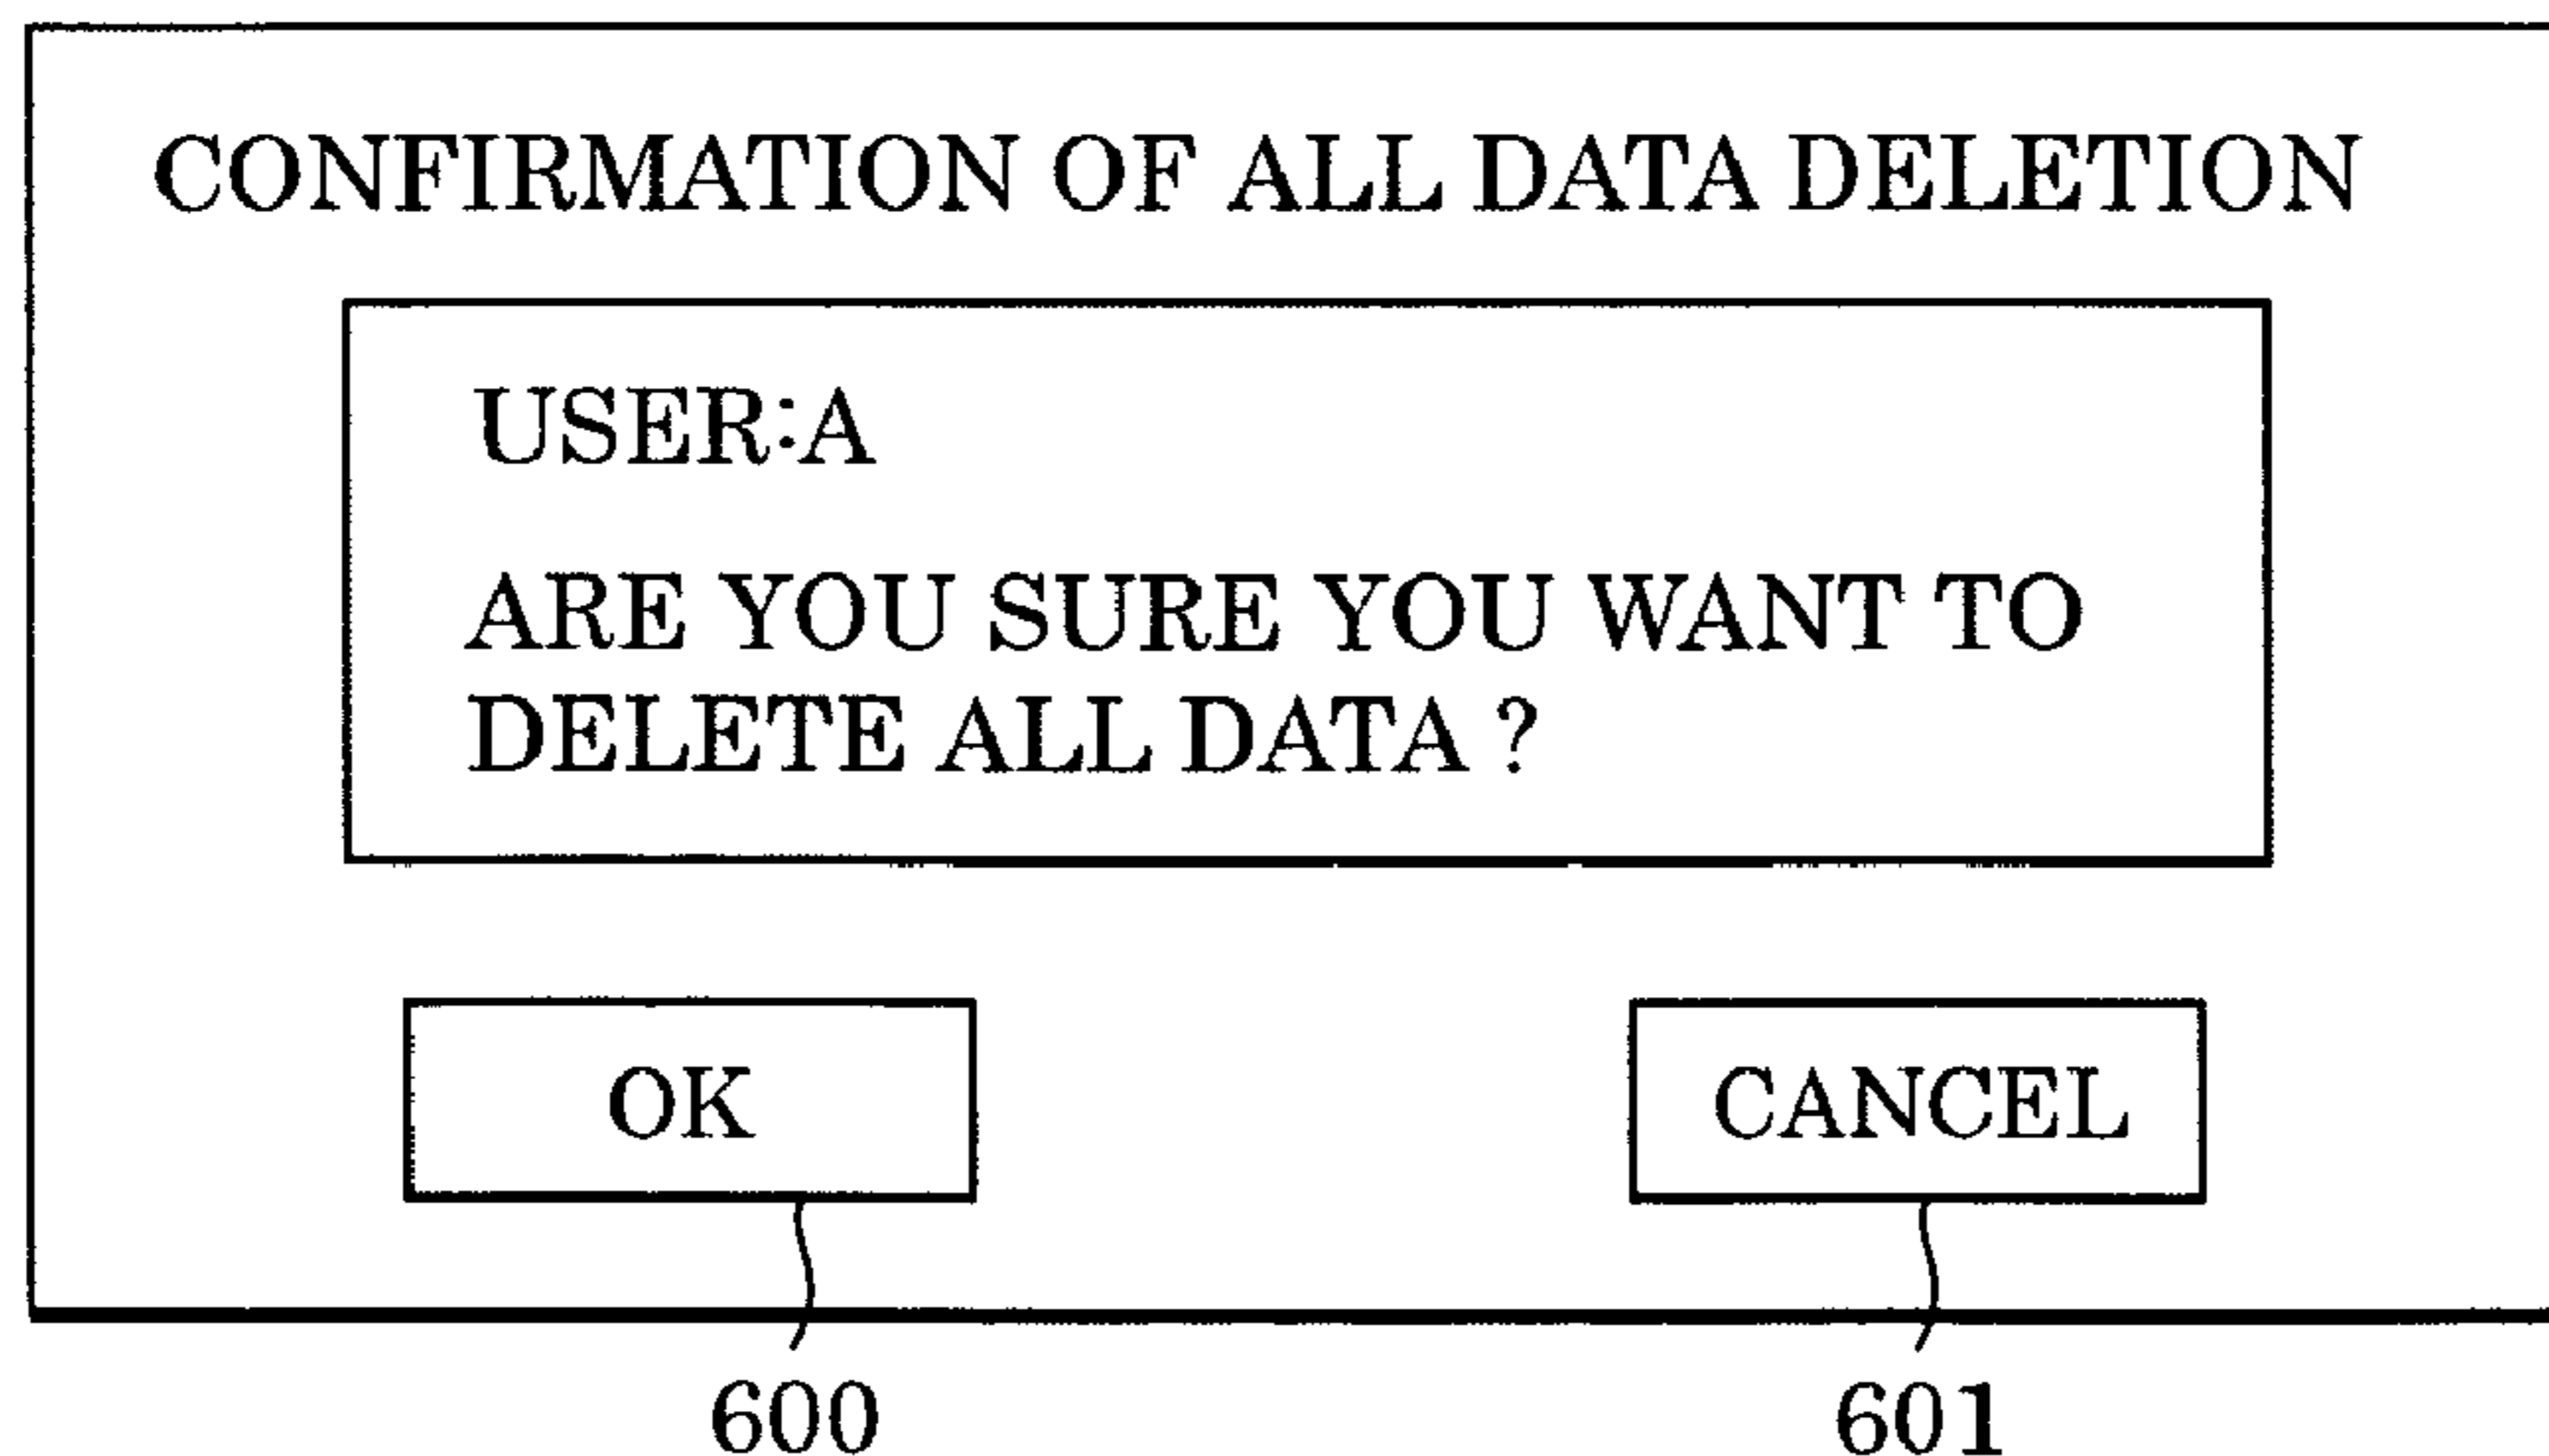 CONFIRMATION OF ALL DATA DELETION
USER:A
ARE YOU SURE YOU WANT TO
DELETE ALL DATA ?
OK
CANCEL
600
601